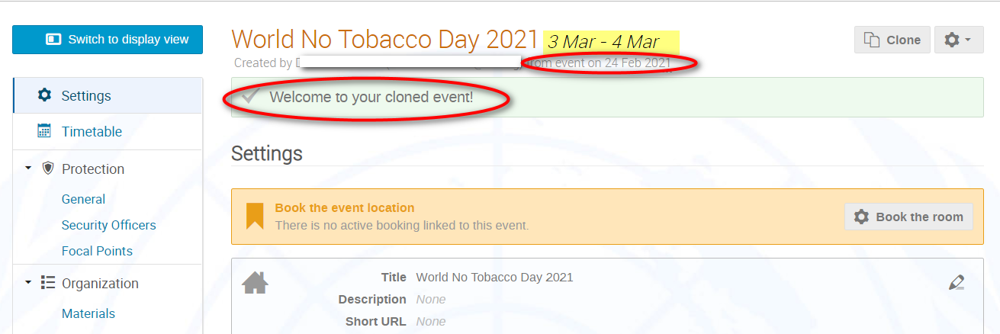 Switch to display view
World No Tobacco Day 2021 3 Mar - 4 Mar
Clone
Created by from event on 24 Feb 2021
Settings
Welcome to your cloned event!
Timetable
Settings
Protection
General
Book the event location
There is no active booking linked to this event.
Book the room
Security Officers
Focal Points
Organization
Title World No Tobacco Day 2021
Description None
Materials
Short URL None